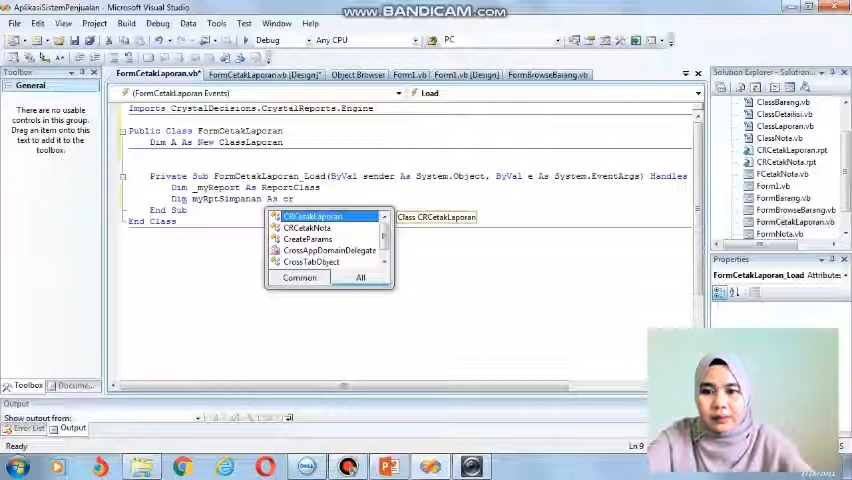 AplikasiSistemPenjualan - Microsoft Visual Studio
www.BANDICAM.com
File Edit View Project Build Debug Data Tools Test Window Help
Debug Any CPU PC
Toolbox
General
There are no usable
controls in this group.
Drag an item onto this
text to add it to the
toolbox.
Toolbox Docume...
FormCetakLaporan.vb* FormCetakLaporan.vb [Design]* Object Browser Form1.vb Form1.vb [Design] FormBrowseBarang.vb
(FormCetakLaporan Events) Load
Imports CrystalDecisions.CrystalReports.Engine
Public Class FormCetakLaporan
Dim A As New ClassLaporan
Private Sub FormCetakLaporan_Load(ByVal sender As System.Object, ByVal e As System.EventArgs) Handles
Dim _myReport As ReportClass
Dim myRptSimpanan As cr
End Sub
End Class
CRCetakLaporan
CRCetakNota
CreateParams
CrossAppDomainDelegate
CrossTabObject
Common All
Class CRCetakLaporan
Solution Explorer - Solution
ClassBarang.vb
ClassDetailisi.vb
ClassLaporan.vb
ClassNota.vb
CRCetakLaporan.rpt
CRCetakNota.rpt
FCetakNota.vb
Form1.vb
FormBarang.vb
FormBrowseBarang.vb
FormCetakLaporan.vb
FormNota.vb
Properties
FormCetakLaporan_Load Attributes
Output
Show output from:
Error List Output
Ready Ln 9